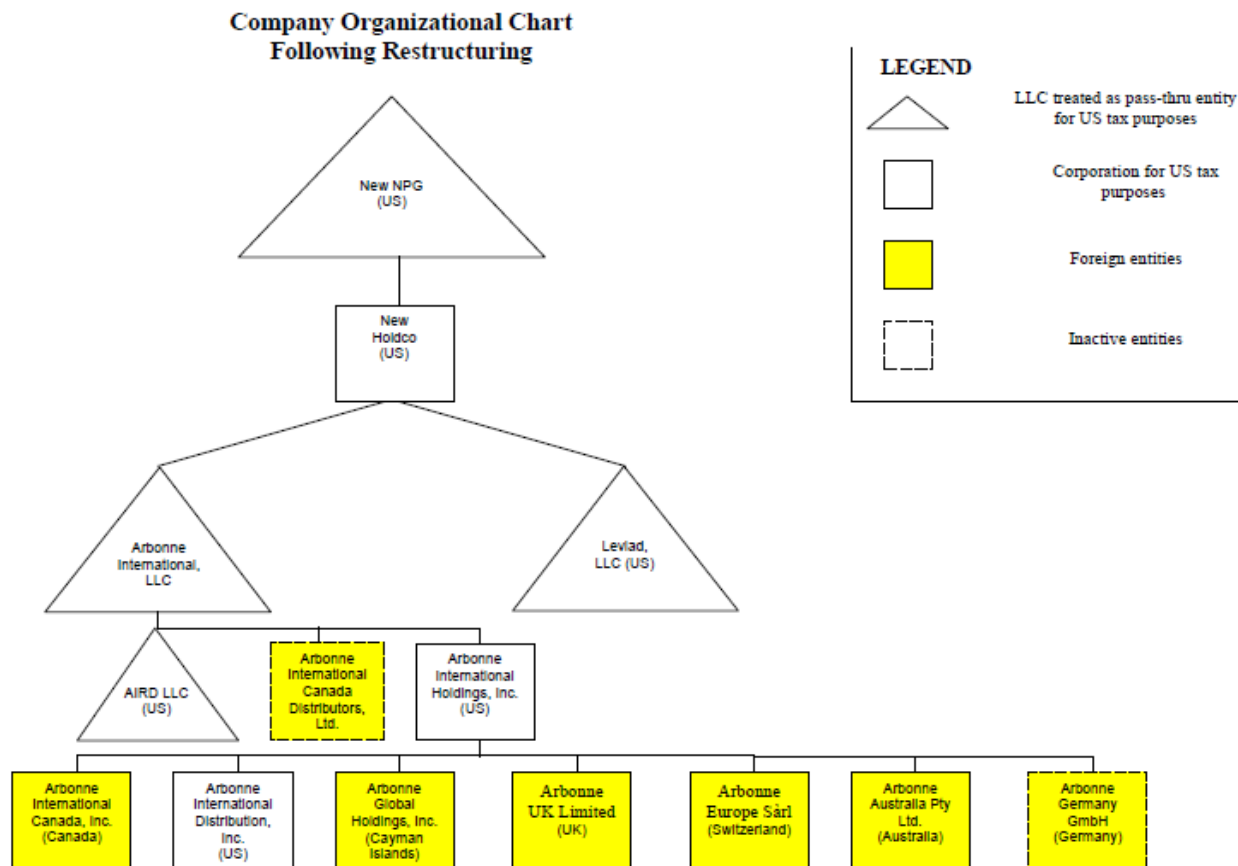 Company Organizational Chart
Following Restructuring
LEGEND
LLC treated as pass-thru entity
for US tax purposes
Corporation for US tax
purposes
Foreign entities
Inactive entities
New NPG
(US)
New
Holdco
(US)
Arbonne
International,
LLC
Levlad,
LLC (US)
AIRD LLC
(US)
Arbonne
International
Canada
Distributors,
Ltd.
Arbonne
International
Holdings, Inc.
(US)
Arbonne
International
Canada, Inc.
(Canada)
Arbonne
International
Distribution,
Inc.
(US)
Arbonne
Global
Holdings, Inc.
(Cayman
Islands)
Arbonne
UK Limited
(UK)
Arbonne
Europe Sàrl
(Switzerland)
Arbonne
Australia Pty
Ltd.
(Australia)
Arbonne
Germany
GmbH
(Germany)